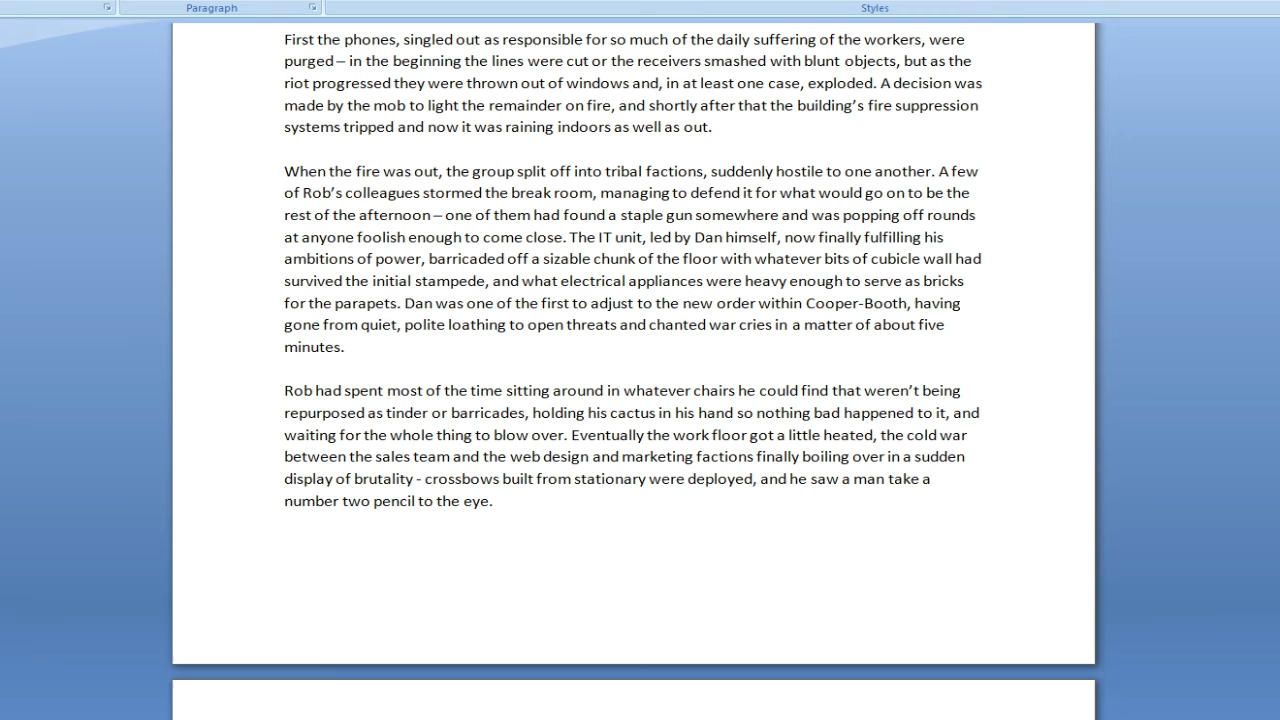 Paragraph
Styles
First the phones, singled out as responsible for so much of the daily suffering of the workers, were
purged – in the beginning the lines were cut or the receivers smashed with blunt objects, but as the
riot progressed they were thrown out of windows and, in at least one case, exploded. A decision was
made by the mob to light the remainder on fire, and shortly after that the building’s fire suppression
systems tripped and now it was raining indoors as well as out.
When the fire was out, the group split off into tribal factions, suddenly hostile to one another. A few
of Rob’s colleagues stormed the break room, managing to defend it for what would go on to be the
rest of the afternoon – one of them had found a staple gun somewhere and was popping off rounds
at anyone foolish enough to come close. The IT unit, led by Dan himself, now finally fulfilling his
ambitions of power, barricaded off a sizable chunk of the floor with whatever bits of cubicle wall had
survived the initial stampede, and what electrical appliances were heavy enough to serve as bricks
for the parapets. Dan was one of the first to adjust to the new order within Cooper-Booth, having
gone from quiet, polite loathing to open threats and chanted war cries in a matter of about five
minutes.
Rob had spent most of the time sitting around in whatever chairs he could find that weren’t being
repurposed as tinder or barricades, holding his cactus in his hand so nothing bad happened to it, and
waiting for the whole thing to blow over. Eventually the work floor got a little heated, the cold war
between the sales team and the web design and marketing factions finally boiling over in a sudden
display of brutality - crossbows built from stationary were deployed, and he saw a man take a
number two pencil to the eye.